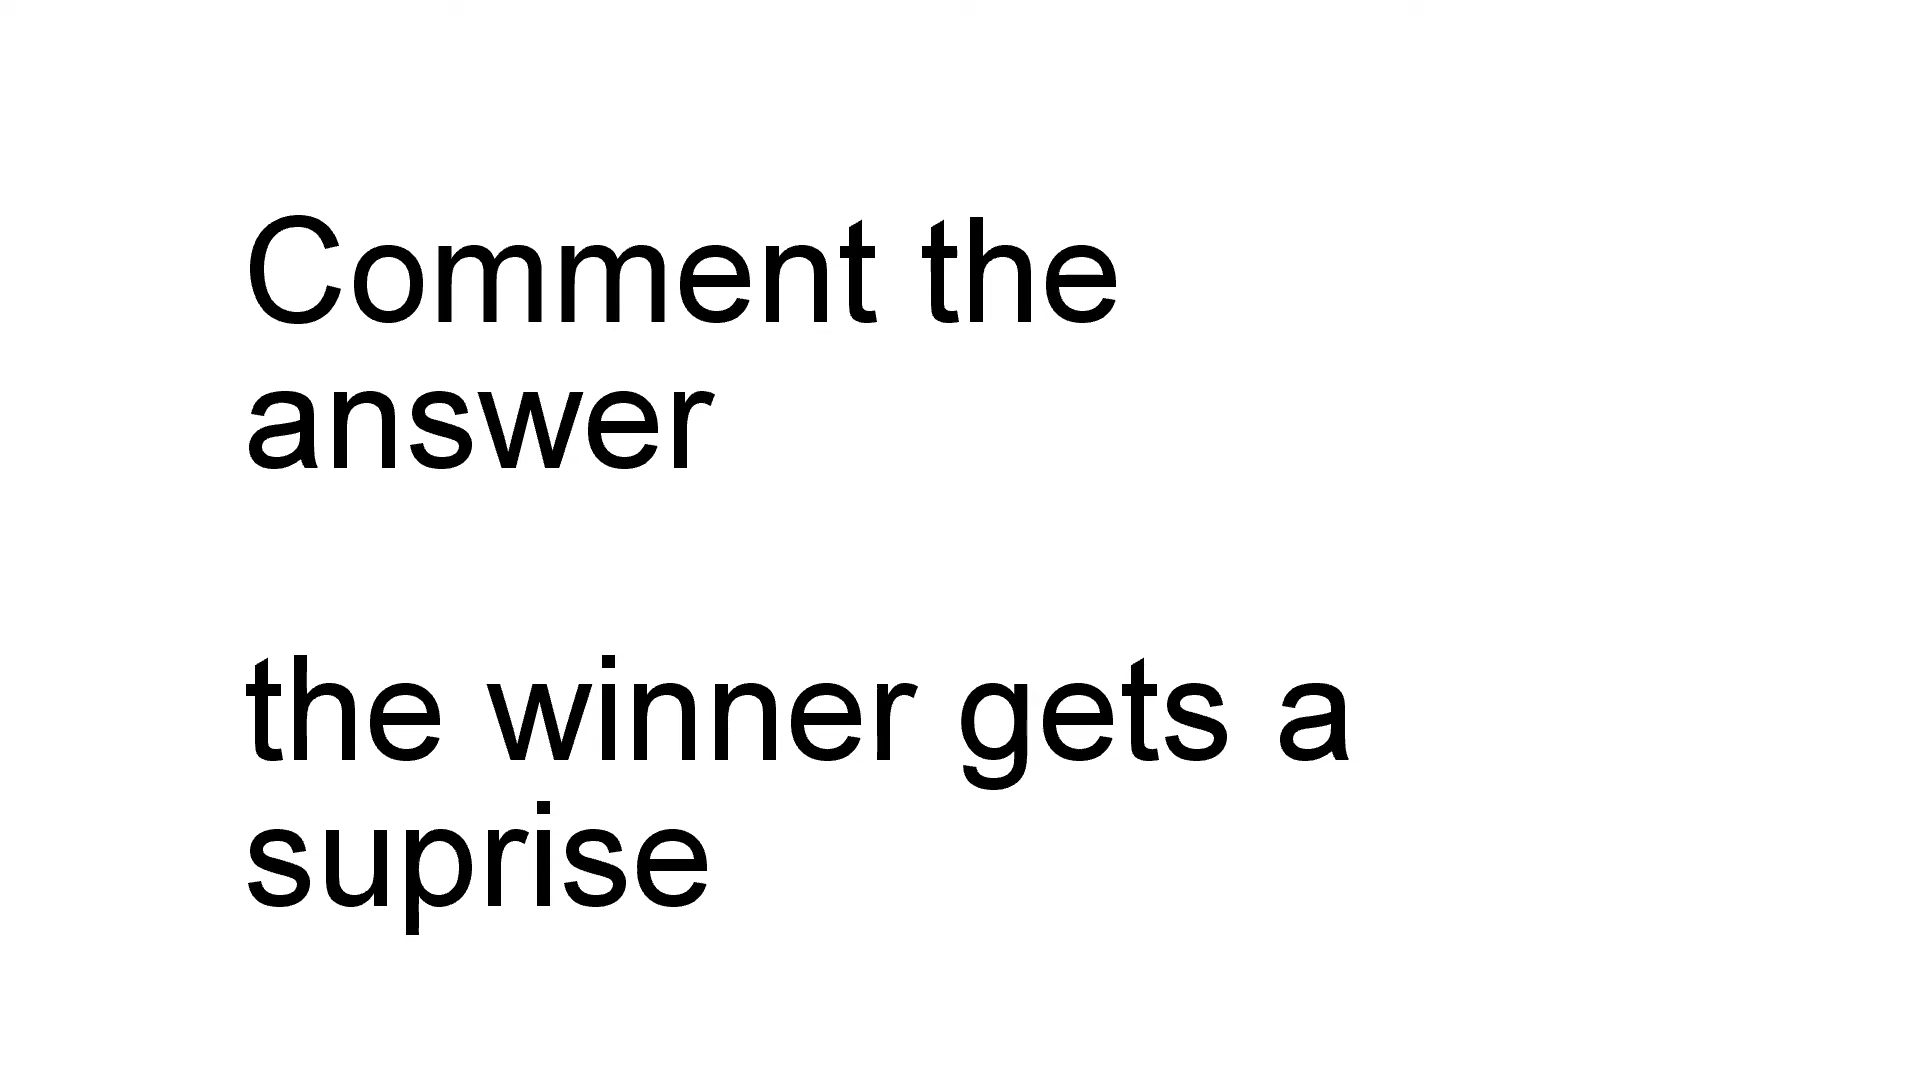 Comment the
answer
the winner gets a
suprise